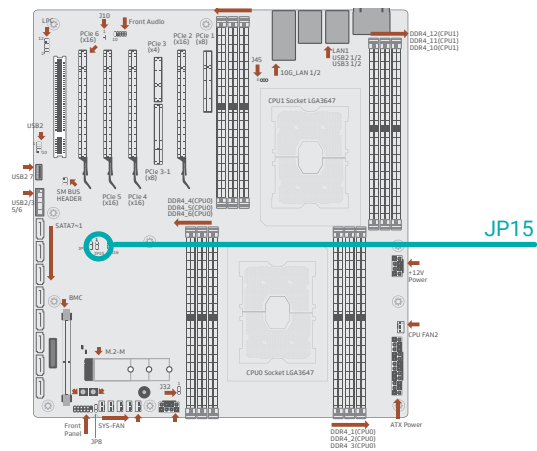 LPC
J10
Front Audio
PCIe 6
(x16)
PCIe 3
(x4)
PCIe 2
(x16)
PCIe 1
(x8)
J45
LAN1
USB2 1/2
USB3 1/2
10G_LAN 1/2
DDR4_12(CPU1)
DDR4_11(CPU1)
DDR4_10(CPU1)
CPU1 Socket LGA3647
USB2
USB2 7
SM BUS
HEADER
PCIe 3-1
(x8)
USB2/3
5/6
PCIe 5
(x16)
PCIe 4
(x16)
DDR4_4(CPU0)
DDR4_5(CPU0)
DDR4_6(CPU0)
SATA7~1
JP15
+12V
Power
BMC
CPU FAN2
M.2-M
CPU0 Socket LGA3647
J32
Front
Panel
SYS-FAN
JP8
ATX Power
DDR4_1(CPU0)
DDR4_2(CPU0)
DDR4_3(CPU0)